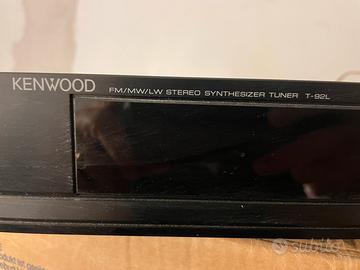 KENWOOD
FM/MW/LW STEREO SYNTHESIZER TUNER T-92L
subito